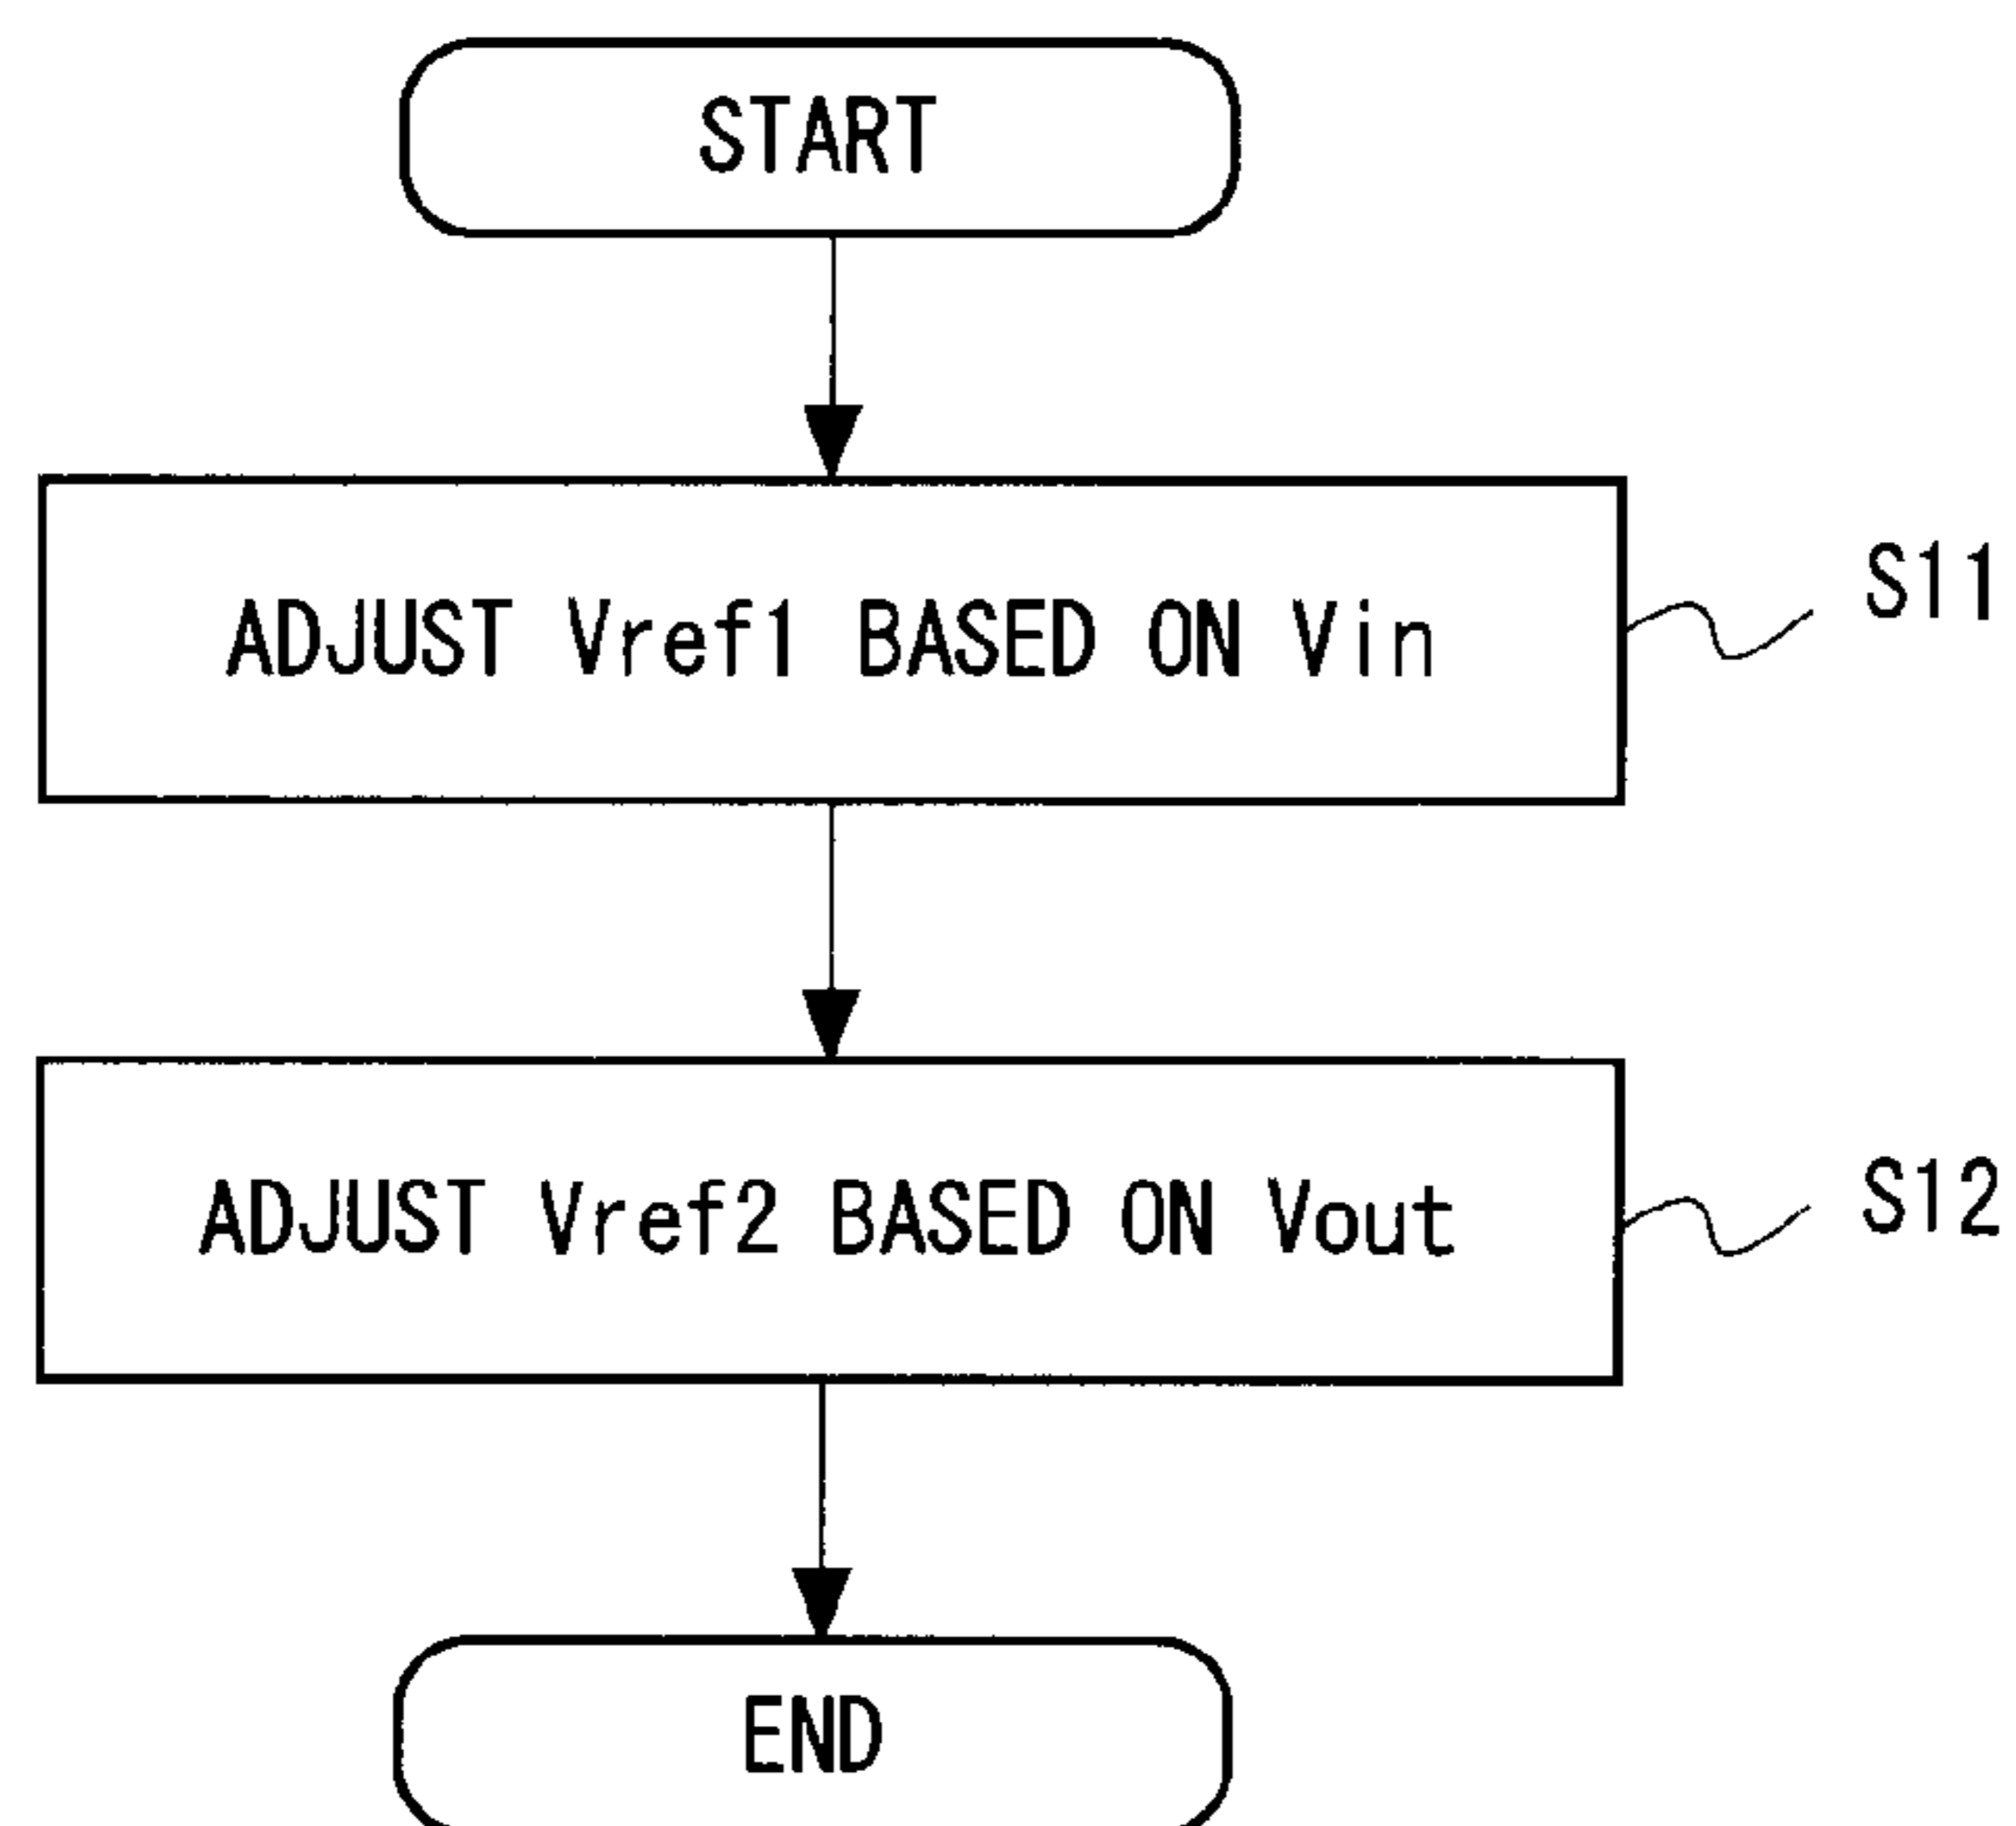 START
ADJUST Vref1 BASED ON Vin
S11
ADJUST Vref2 BASED ON Vout
S12
END